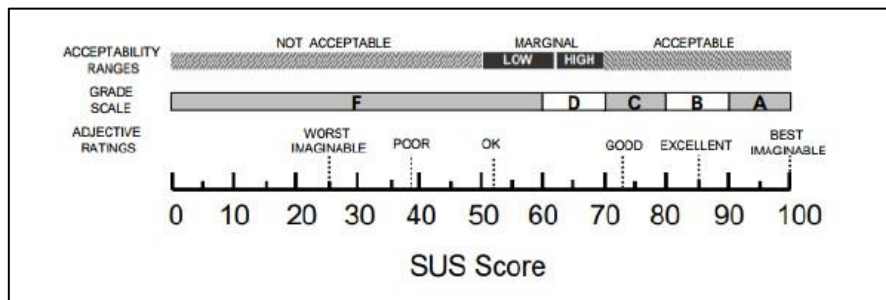 NOT ACCEPTABLE MARGINAL ACCEPTABLE
ACCEPTABILITY
RANGES
LOW HIGH
GRADE
SCALE
F D C B A
ADJECTIVE
RATINGS
WORST
IMAGINABLE
POOR OK GOOD EXCELLENT
BEST
IMAGINABLE
0 10 20 30 40 50 60 70 80 90 100
SUS Score